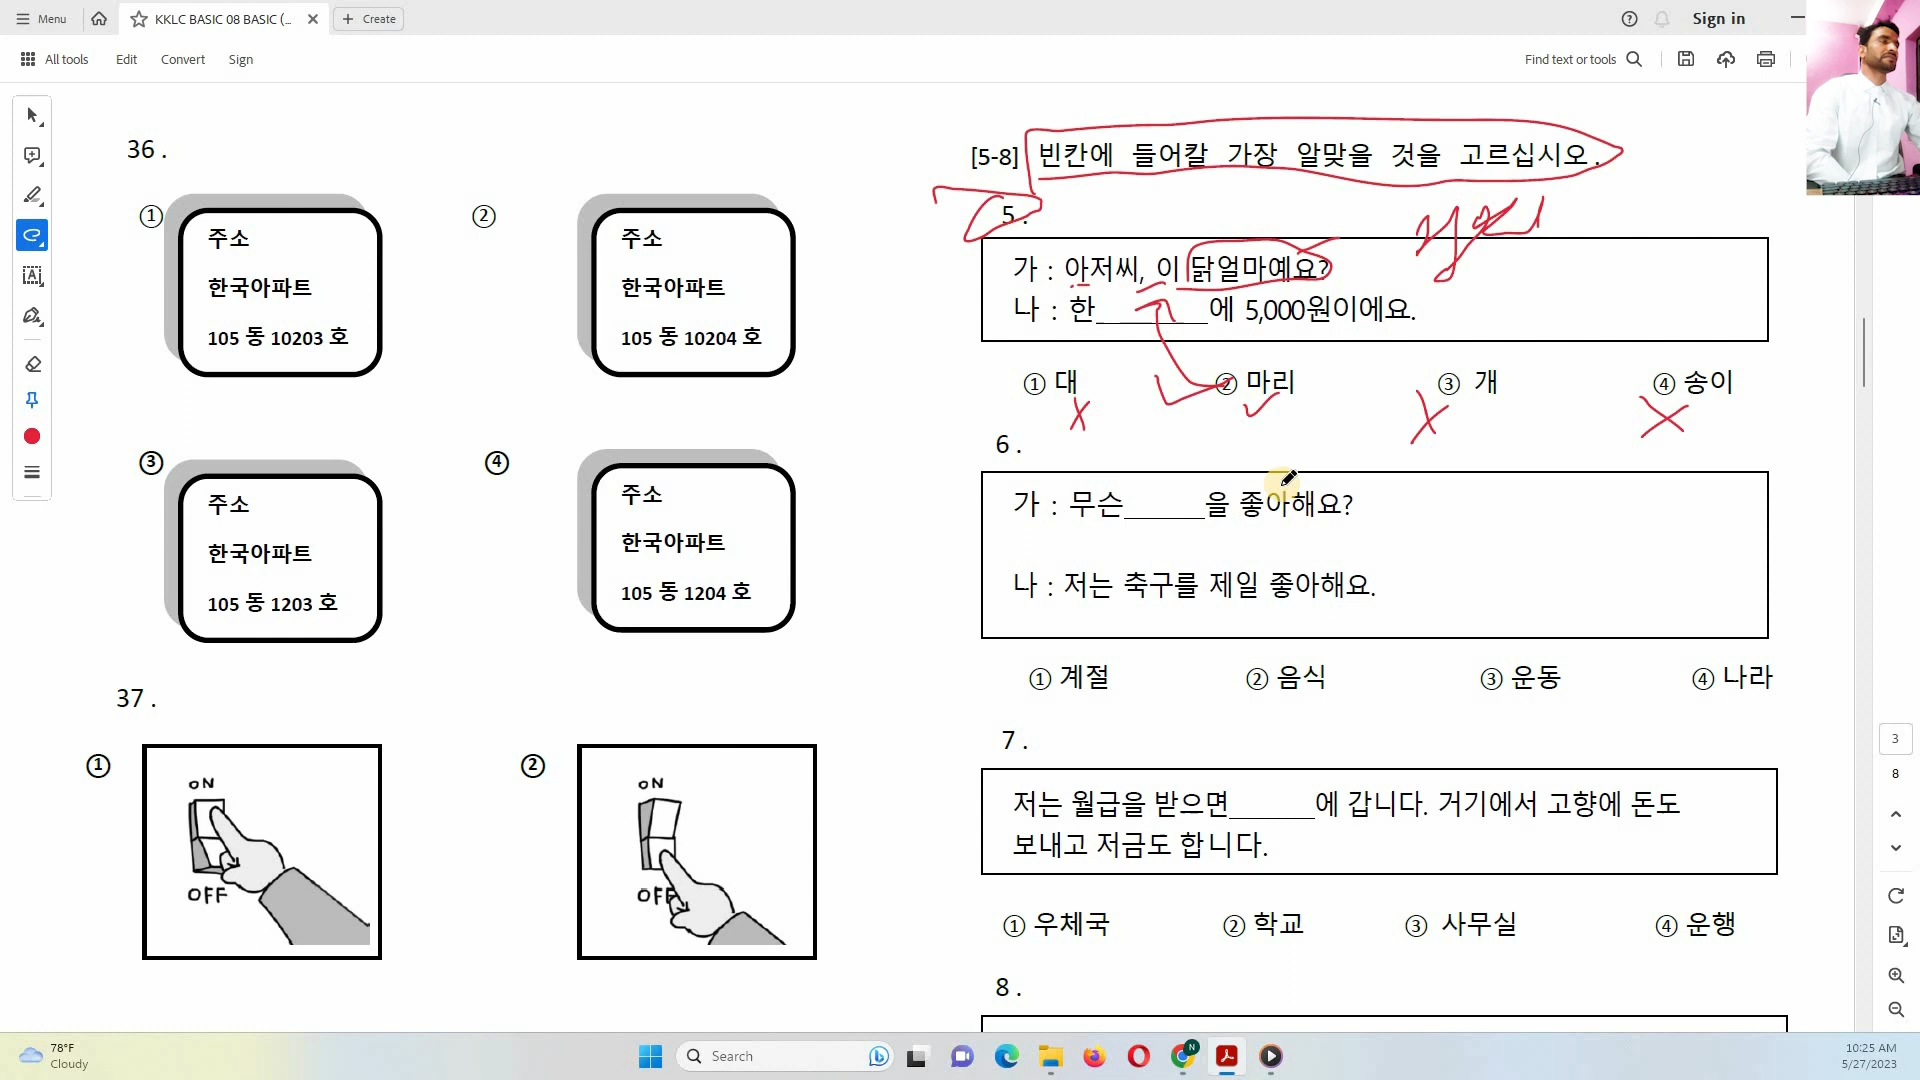 Menu
KKLC BASIC 08 BASIC (...
Create
Sign in
All tools
Edit
Convert
Sign
Find text or tools
36 .
①
주소
한국아파트
105 동 10203 호
②
주소
한국아파트
105 동 10204 호
③
주소
한국아파트
105 동 1203 호
④
주소
한국아파트
105 동 1204 호
37 .
①
ON
OFF
②
ON
OFF
[5-8] 빈칸에 들어칼 가장 알맞을 것을 고르십시오.
5 .
가 : 아저씨, 이 닭얼마예요?
나 : 한________에 5,000원이에요.
① 대 ② 마리 ③ 개 ④ 송이
6 .
가 : 무슨______을 좋아해요?
나 : 저는 축구를 제일 좋아해요.
① 계절 ② 음식 ③ 운동 ④ 나라
7 .
저는 월급을 받으면______에 갑니다. 거기에서 고향에 돈도
보내고 저금도 합니다.
① 우체국 ② 학교 ③ 사무실 ④ 운행
8 .
3
8
78°F
Cloudy
Search
10:25 AM
5/27/2023